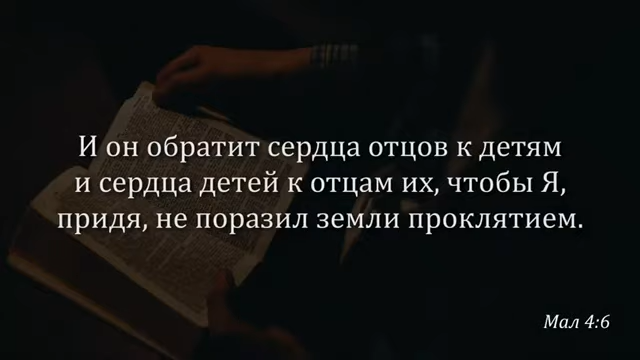 И он обратит сердца отцов к детям
и сердца детей к отцам их, чтобы Я,
придя, не поразил земли проклятием.
Мал 4:6